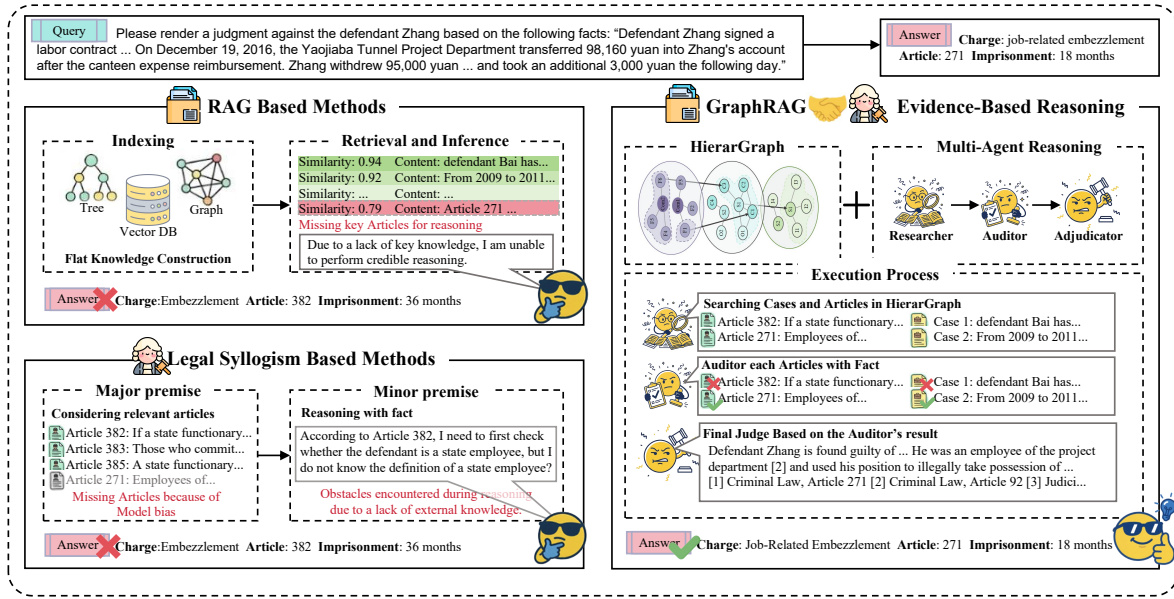 Query Please render a judgment against the defendant Zhang based on the following facts: “Defendant Zhang signed a
labor contract ... On December 19, 2016, the Yaojiaba Tunnel Project Department transferred 98,160 yuan into Zhang's account
after the canteen expense reimbursement. Zhang withdrew 95,000 yuan ... and took an additional 3,000 yuan the following day.”
Answer Charge: job-related embezzlement
Article: 271 Imprisonment: 18 months
RAG Based Methods
Indexing
Tree
Vector DB
Graph
Flat Knowledge Construction
Retrieval and Inference
Similarity: 0.94 Content: defendant Bai has...
Similarity: 0.92 Content: From 2009 to 2011...
Similarity: ... Content: ...
Similarity: 0.79 Content: Article 271 ...
Missing key Articles for reasoning
Due to a lack of key knowledge, I am unable
to perform credible reasoning.
Answer Charge:Embezzlement Article: 382 Imprisonment: 36 months
Legal Syllogism Based Methods
Major premise
Considering relevant articles
Article 382: If a state functionary...
Article 383: Those who commit...
Article 385: A state functionary...
Article 271: Employees of...
Missing Articles because of
Model bias
Minor premise
Reasoning with fact
According to Article 382, I need to first check
whether the defendant is a state employee, but I
do not know the definition of a state employee?
Obstacles encountered during reasoning
due to a lack of external knowledge.
Answer Charge:Embezzlement Article: 382 Imprisonment: 36 months
GraphRAG Evidence-Based Reasoning
HierarGraph
Multi-Agent Reasoning
Researcher
Auditor
Adjudicator
Execution Process
Searching Cases and Articles in HierarGraph
Article 382: If a state functionary... Case 1: defendant Bai has...
Article 271: Employees of... Case 2: From 2009 to 2011...
Auditor each Articles with Fact
Article 382: If a state functionary... Case 1: defendant Bai has...
Article 271: Employees of... Case 2: From 2009 to 2011...
Final Judge Based on the Auditor’s result
Defendant Zhang is found guilty of ... He was an employee of the project
department [2] and used his position to illegally take possession of ...
[1] Criminal Law, Article 271 [2] Criminal Law, Article 92 [3] Judici...
Answer Charge: Job-Related Embezzlement Article: 271 Imprisonment: 18 months